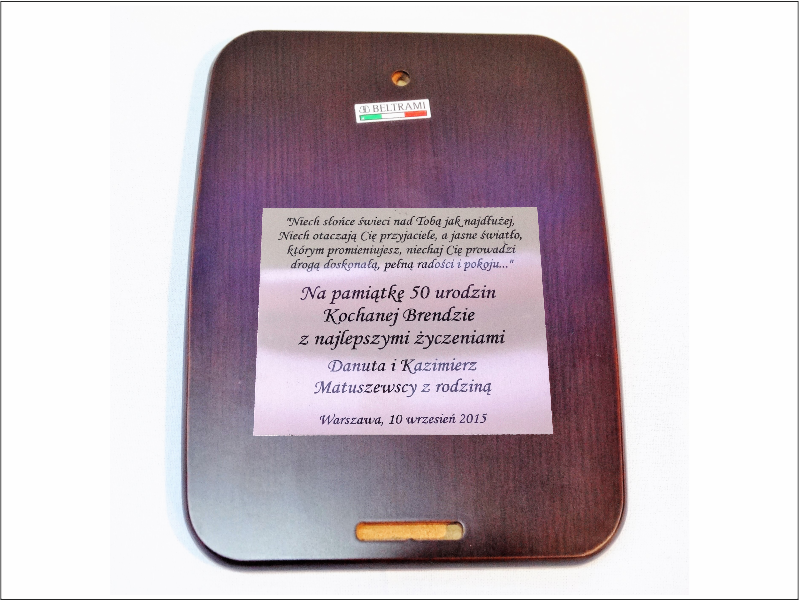 BELTRAMI
"Niech słońce świeci nad Tobą jak najdłużej,
Niech otaczają Cię przyjaciele, a jasne światło,
którym promieniujesz, niechaj Cię prowadzi
drogą doskonałą, pełną radości i pokoju..."
Na pamiątkę 50 urodzin
Kochanej Brendzie
z najlepszymi życzeniami
Danuta i Kazimierz
Matuszewscy z rodziną
Warszawa, 10 wrzesień 2015